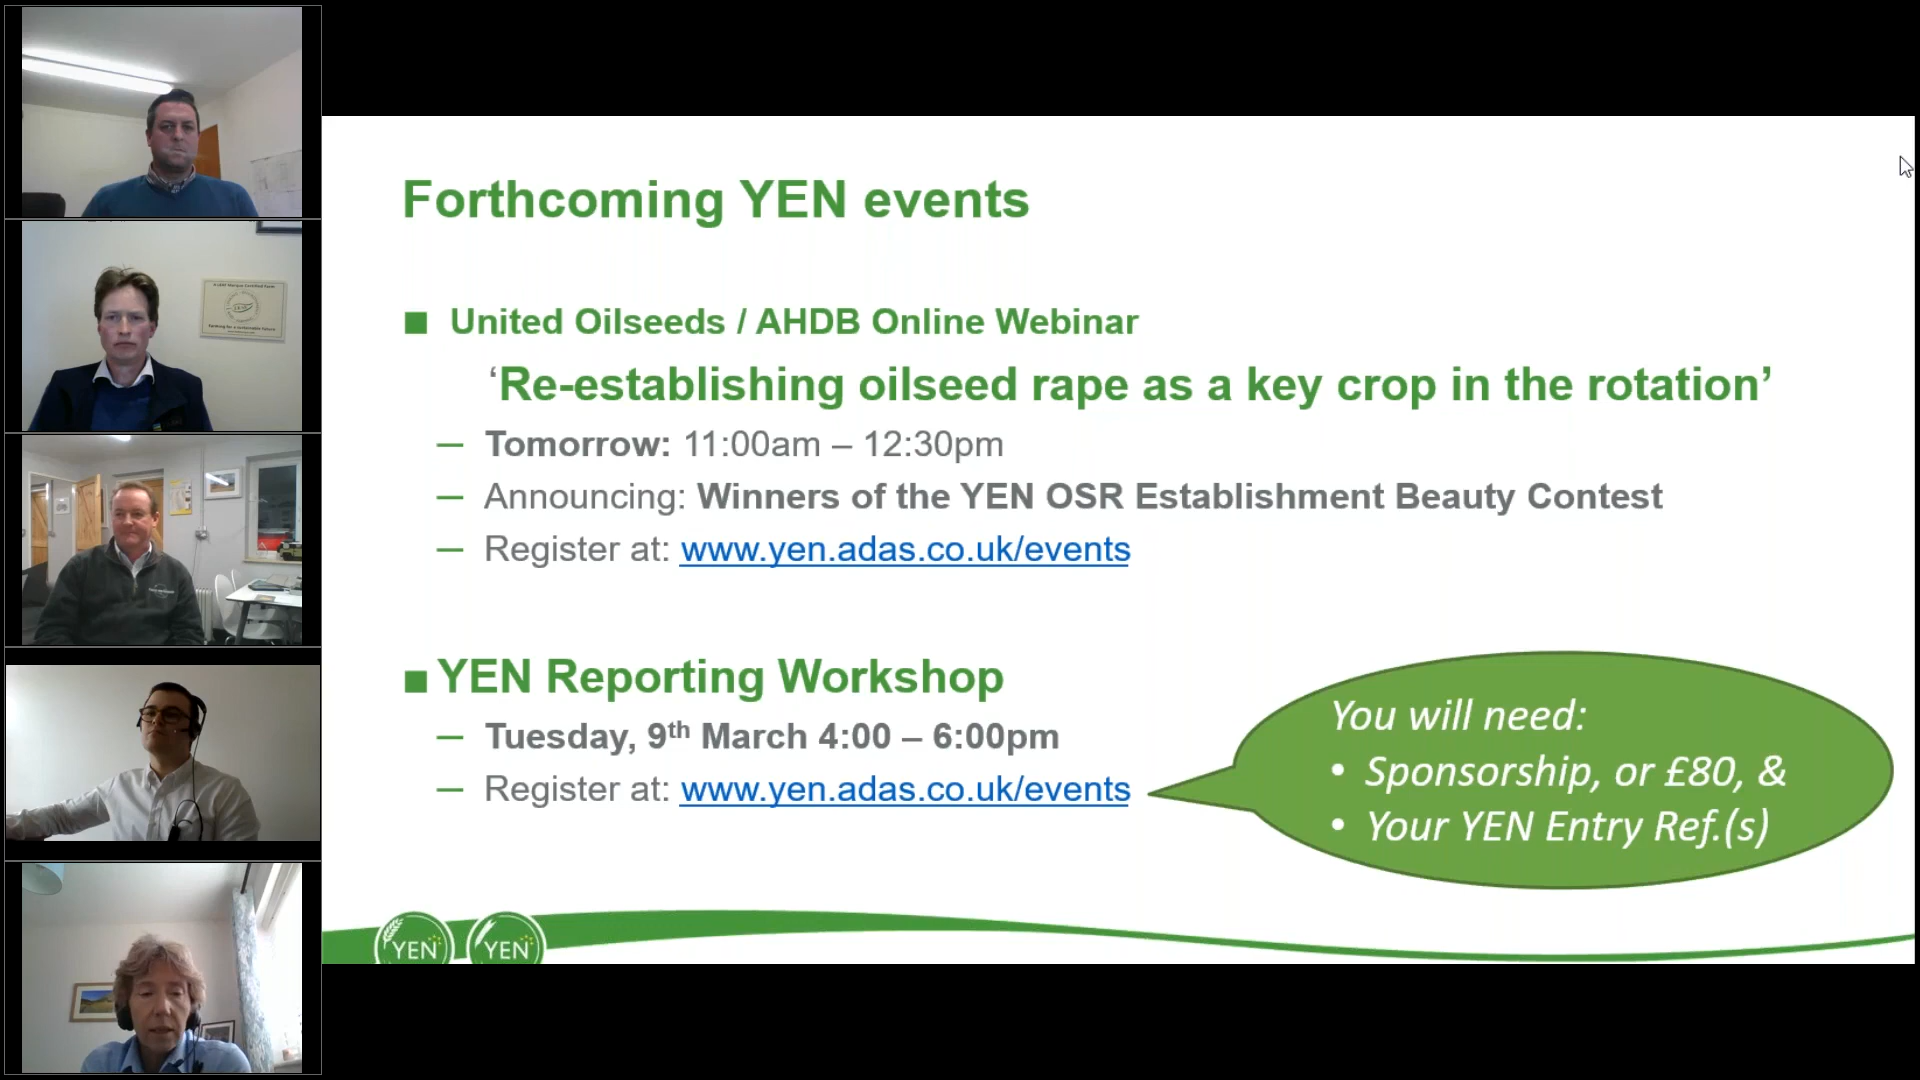 Forthcoming YEN events
■ United Oilseeds / AHDB Online Webinar
‘Re-establishing oilseed rape as a key crop in the rotation’
– Tomorrow: 11:00am – 12:30pm
– Announcing: Winners of the YEN OSR Establishment Beauty Contest
– Register at: www.yen.adas.co.uk/events
■ YEN Reporting Workshop
– Tuesday, 9th March 4:00 – 6:00pm
– Register at: www.yen.adas.co.uk/events
You will need:
• Sponsorship, or £80, &
• Your YEN Entry Ref.(s)
YEN
YEN